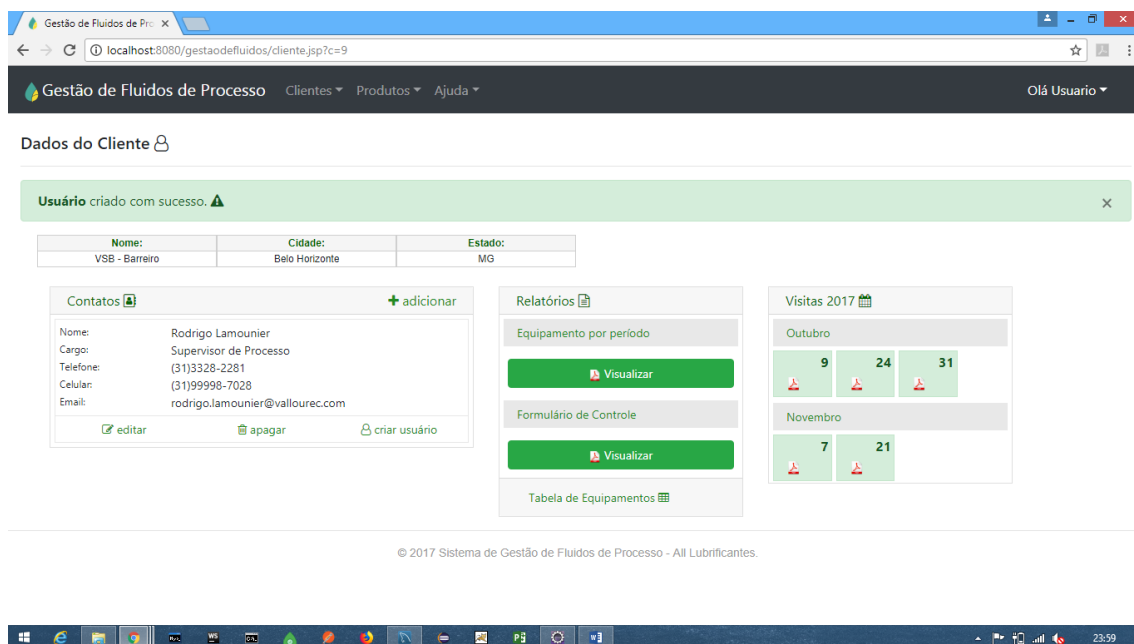 Gestão de Fluidos de Pro
localhost:8080/gestaodefluidos/cliente.jsp?c=9
Gestão de Fluidos de Processo Clientes Produtos Ajuda Olá Usuario
Dados do Cliente
Usuário criado com sucesso. ×
Nome: Cidade: Estado:
VSB - Barreiro Belo Horizonte MG
Contatos + adicionar
Nome: Rodrigo Lamounier
Cargo: Supervisor de Processo
Telefone: (31)3328-2281
Celular: (31)99998-7028
Email: rodrigo.lamounier@vallourec.com
editar apagar criar usuário
Relatórios
Equipamento por período
Visualizar
Formulário de Controle
Visualizar
Tabela de Equipamentos
Visitas 2017
Outubro
9 24 31
Novembro
7 21
© 2017 Sistema de Gestão de Fluidos de Processo - All Lubrificantes.
23:59